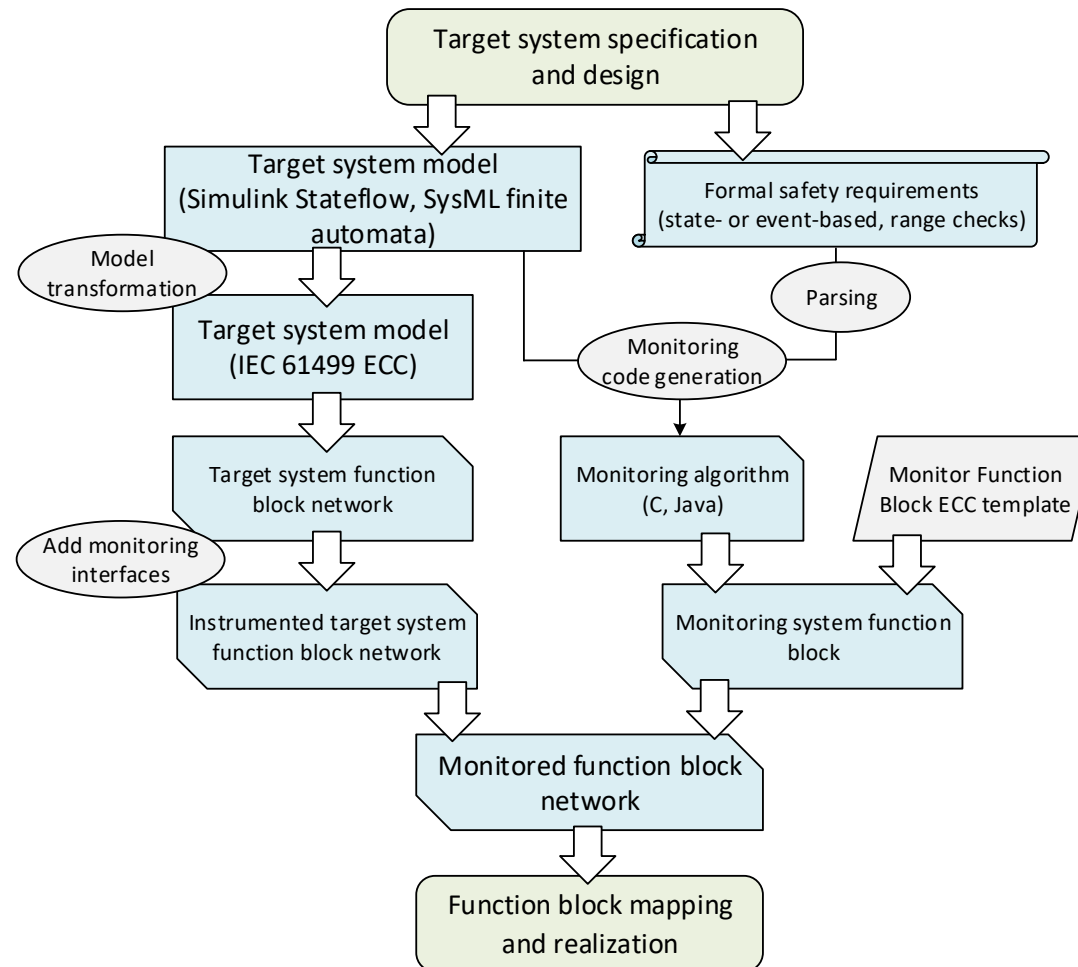 Target system specification
and design
Target system model
(Simulink Stateflow, SysML finite
automata)
Formal safety requirements
(state- or event-based, range checks)
Model
transformation
Parsing
Target system model
(IEC 61499 ECC)
Monitoring
code generation
Target system function
block network
Monitoring algorithm
(C, Java)
Monitor Function
Block ECC template
Add monitoring
interfaces
Instrumented target system
function block network
Monitoring system function
block
Monitored function block
network
Function block mapping
and realization